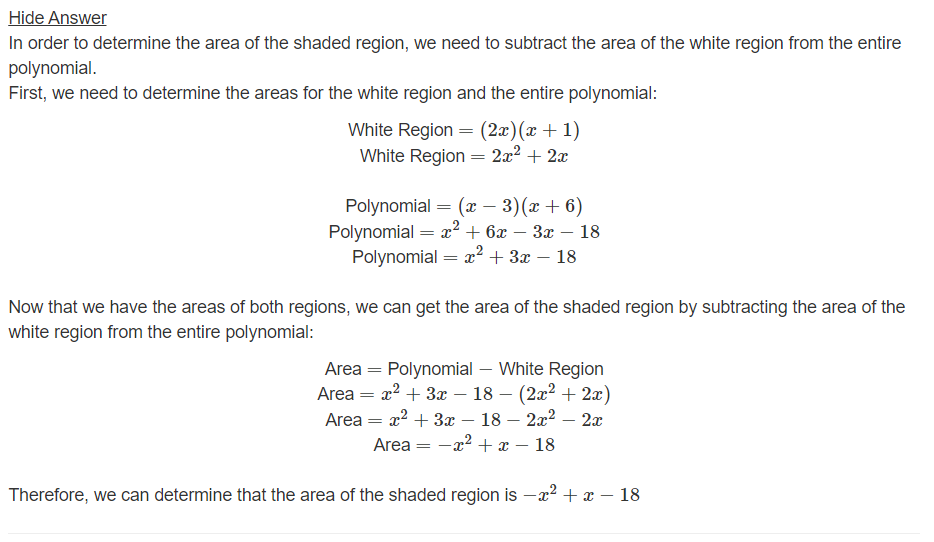 Hide Answer
In order to determine the area of the shaded region, we need to subtract the area of the white region from the entire
polynomial.
First, we need to determine the areas for the white region and the entire polynomial:
White Region = (2x)(x + 1)
White Region = 2x² + 2x
Polynomial = (x − 3)(x + 6)
Polynomial = x² + 6x − 3x − 18
Polynomial = x² + 3x − 18
Now that we have the areas of both regions, we can get the area of the shaded region by subtracting the area of the
white region from the entire polynomial:
Area = Polynomial − White Region
Area = x² + 3x − 18 − (2x² + 2x)
Area = x² + 3x − 18 − 2x² − 2x
Area = −x² + x − 18
Therefore, we can determine that the area of the shaded region is −x² + x − 18